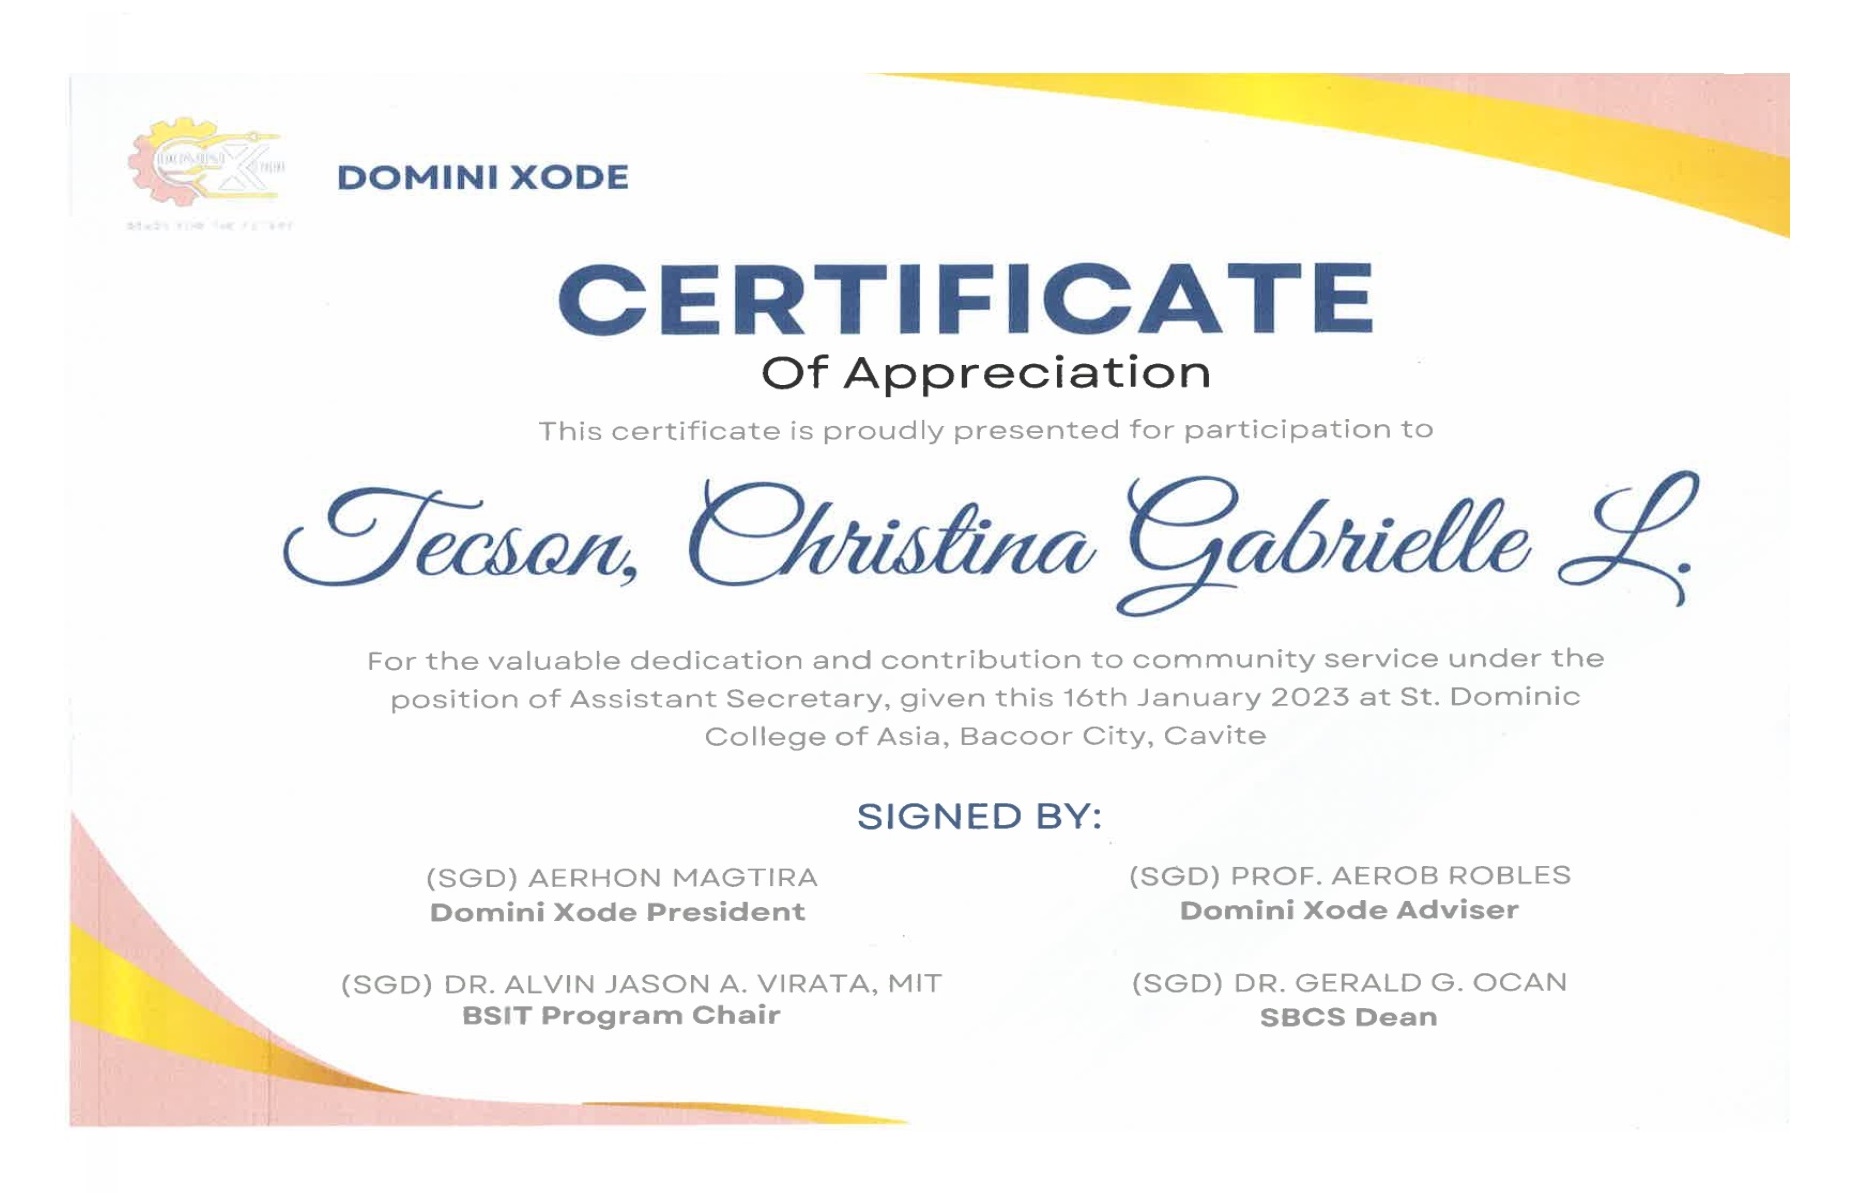 DOMINI XODE
CERTIFICATE
Of Appreciation
This certificate is proudly presented for participation to
Tecson, Christina Gabrielle L.
For the valuable dedication and contribution to community service under the
position of Assistant Secretary, given this 16th January 2023 at St. Dominic
College of Asia, Bacoor City, Cavite
SIGNED BY:
(SGD) AERHON MAGTIRA
Domini Xode President
(SGD) PROF. AEROB ROBLES
Domini Xode Adviser
(SGD) DR. ALVIN JASON A. VIRATA, MIT
BSIT Program Chair
(SGD) DR. GERALD G. OCAN
SBCS Dean